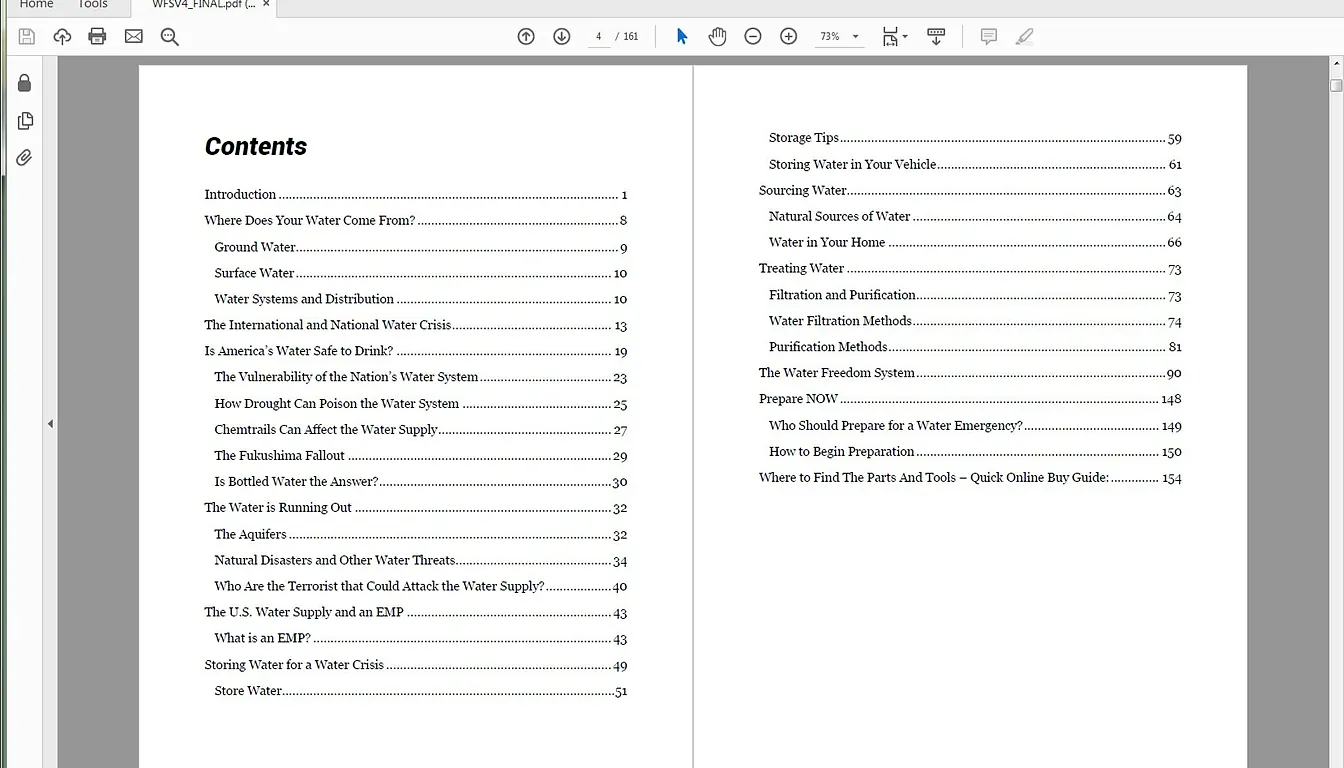 Home Tools WFSV4_FINAL.pdf (... ×
4 / 161 73%
Contents
Introduction ........................................................ 1
Where Does Your Water Come From? ........................................................ 8
Ground Water........................................................ 9
Surface Water ........................................................ 10
Water Systems and Distribution ........................................................ 10
The International and National Water Crisis........................................................ 13
Is America's Water Safe to Drink? ........................................................ 19
The Vulnerability of the Nation's Water System........................................................ 23
How Drought Can Poison the Water System ........................................................ 25
Chemtrails Can Affect the Water Supply........................................................ 27
The Fukushima Fallout ........................................................ 29
Is Bottled Water the Answer?........................................................ 30
The Water is Running Out ........................................................ 32
The Aquifers ........................................................ 32
Natural Disasters and Other Water Threats........................................................ 34
Who Are the Terrorist that Could Attack the Water Supply?.................... 40
The U.S. Water Supply and an EMP ........................................................ 43
What is an EMP? ........................................................ 43
Storing Water for a Water Crisis ........................................................ 49
Store Water........................................................ 51
Storage Tips........................................................ 59
Storing Water in Your Vehicle........................................................ 61
Sourcing Water........................................................ 63
Natural Sources of Water ........................................................ 64
Water in Your Home ........................................................ 66
Treating Water ........................................................ 73
Filtration and Purification........................................................ 73
Water Filtration Methods........................................................ 74
Purification Methods........................................................ 81
The Water Freedom System........................................................ 90
Prepare NOW ........................................................ 148
Who Should Prepare for a Water Emergency?........................................ 149
How to Begin Preparation ........................................................ 150
Where to Find The Parts And Tools – Quick Online Buy Guide: ............. 154